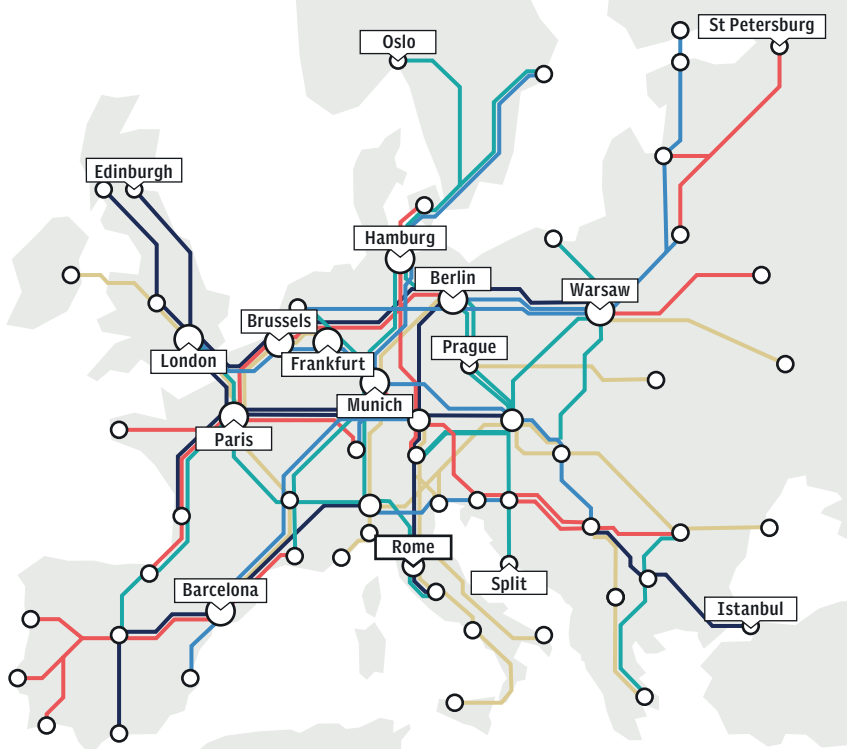 St Petersburg
Oslo
Edinburgh
Hamburg
Berlin
Warsaw
Brussels
Prague
London
Frankfurt
Munich
Paris
Rome
Split
Barcelona
Istanbul